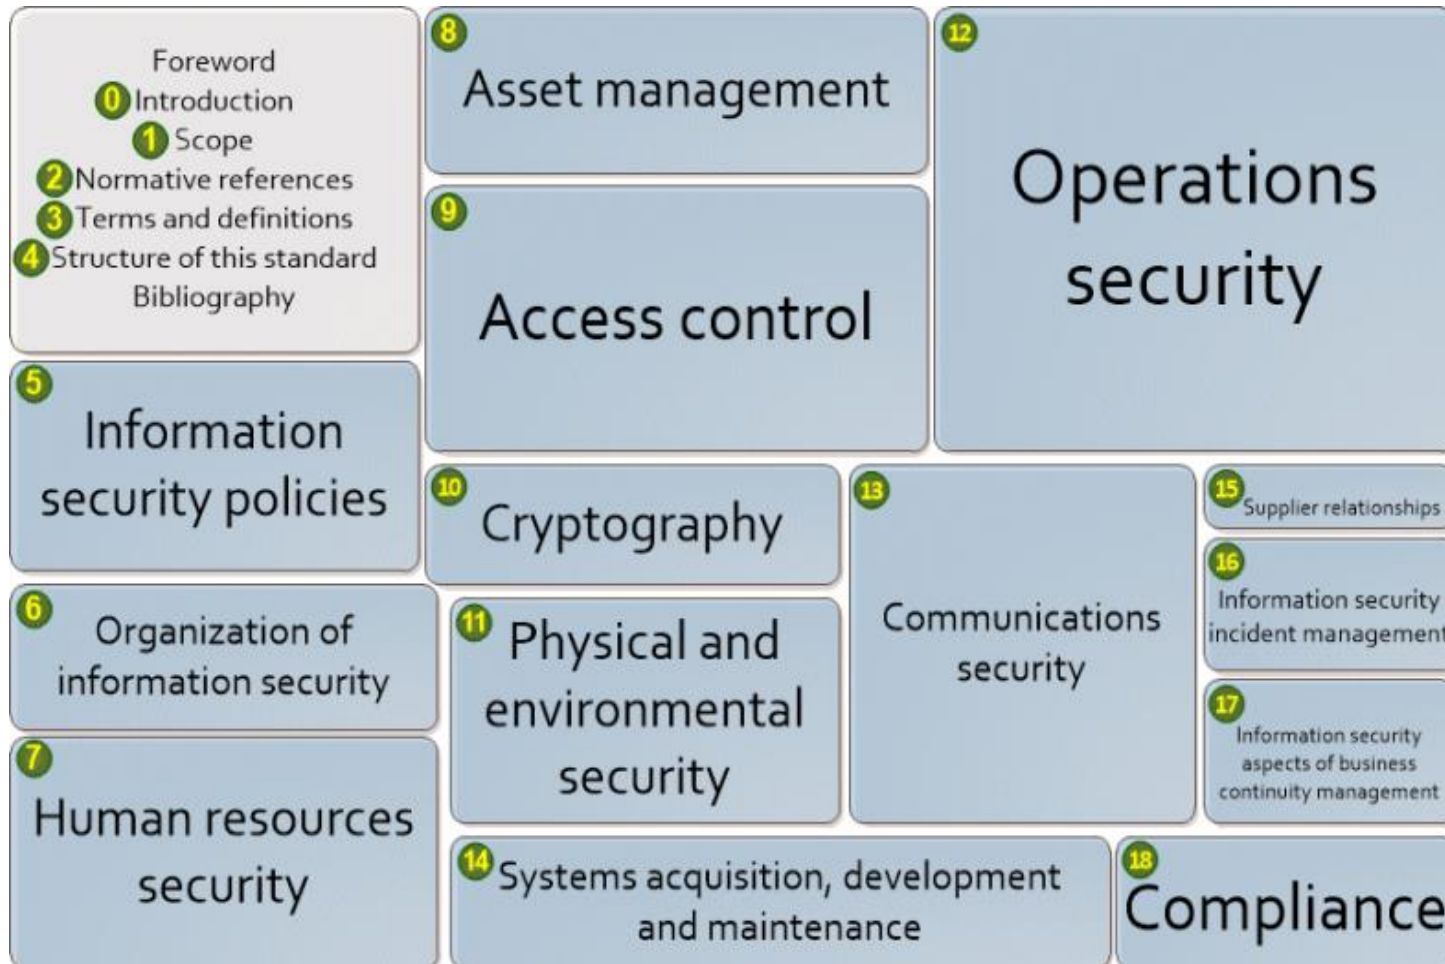 Foreword
0 Introduction
1 Scope
2 Normative references
3 Terms and definitions
4 Structure of this standard
Bibliography
5
Information
security policies
6
Organization of
information security
7
Human resources
security
8
Asset management
9
Access control
10
Cryptography
11
Physical and
environmental
security
12
Operations
security
13
Communications
security
14
Systems acquisition, development
and maintenance
15
Supplier relationships
16
Information security
incident management
17
Information security
aspects of business
continuity management
18
Compliance